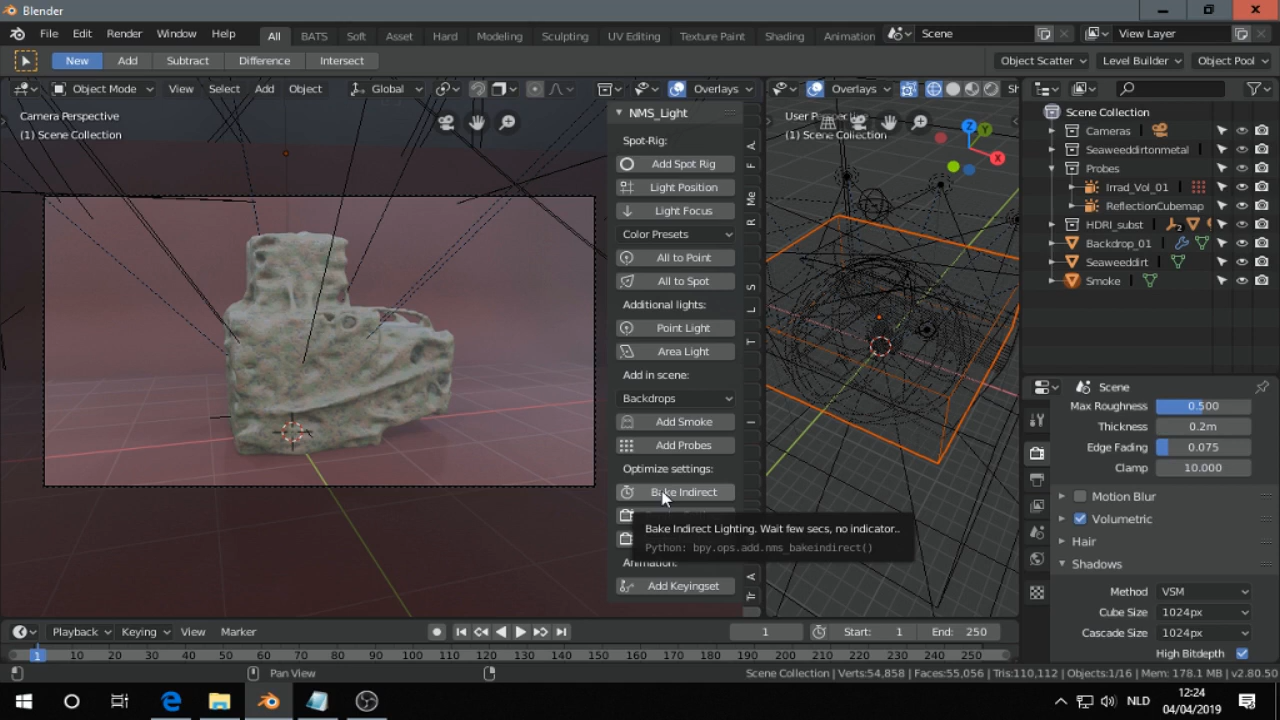 Blender
File Edit Render Window Help
All BATS Soft Asset Hard Modeling Sculpting UV Editing Texture Paint Shading Animation
Scene View Layer
New Add Subtract Difference Intersect
Object Scatter Level Builder Object Pool
Object Mode View Select Add Object Global Overlays
Overlays Sh
Camera Perspective
(1) Scene Collection
User Perspective
(1) Scene Collection
NMS_Light
Spot-Rig:
Add Spot Rig
Light Position
Light Focus
Color Presets
All to Point
All to Spot
Additional lights:
Point Light
Area Light
Add in scene:
Backdrops
Add Smoke
Add Probes
Optimize settings:
Bake Indirect
Bake Indirect Lighting. Wait few secs, no indicator..
Python: bpy.ops.add.nms_bakeindirect()
Animation:
Add Keyingset
A
F
Me
R
S
L
T
I
A
Tr
Z
Y
X
Scene Collection
Cameras
Seaweeddirtonmetal
Probes
Irrad_Vol_01
ReflectionCubemap
HDRI_subst 2
Backdrop_01
Seaweeddirt
Smoke
Scene
Max Roughness 0.500
Thickness 0.2m
Edge Fading 0.075
Clamp 10.000
Motion Blur
Volumetric
Hair
Shadows
Method VSM
Cube Size 1024px
Cascade Size 1024px
High Bitdepth
Playback Keying View Marker 1 Start: 1 End: 250
1 10 20 30 40 50 60 70 80 90 100 110 120 130 140 150 160 170 180 190 200 210 220 230 240 250
Pan View
Scene Collection | Verts:54,858 | Faces:55,056 | Tris:110,112 | Objects:1/16 | Mem: 178.1 MB | v2.80.50
NLD
12:24
04/04/2019